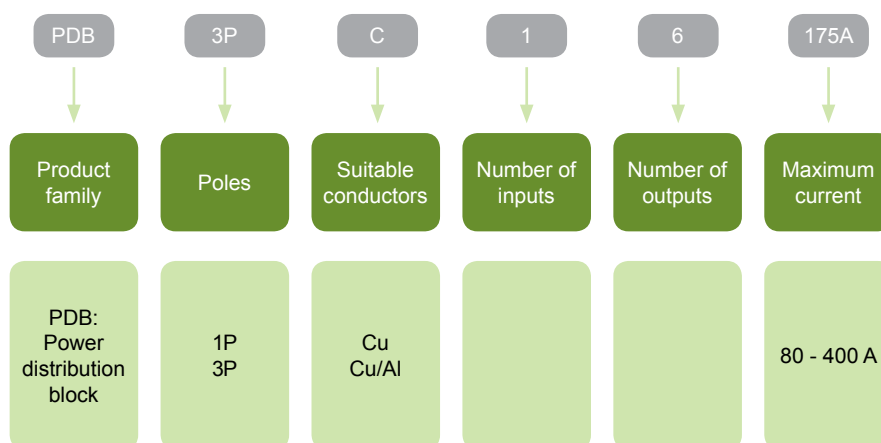 PDB 3P C 1 6 175A
Product family
Poles
Suitable conductors
Number of inputs
Number of outputs
Maximum current
PDB:
Power
distribution
block
1P
3P
Cu
Cu/Al
80 - 400 A